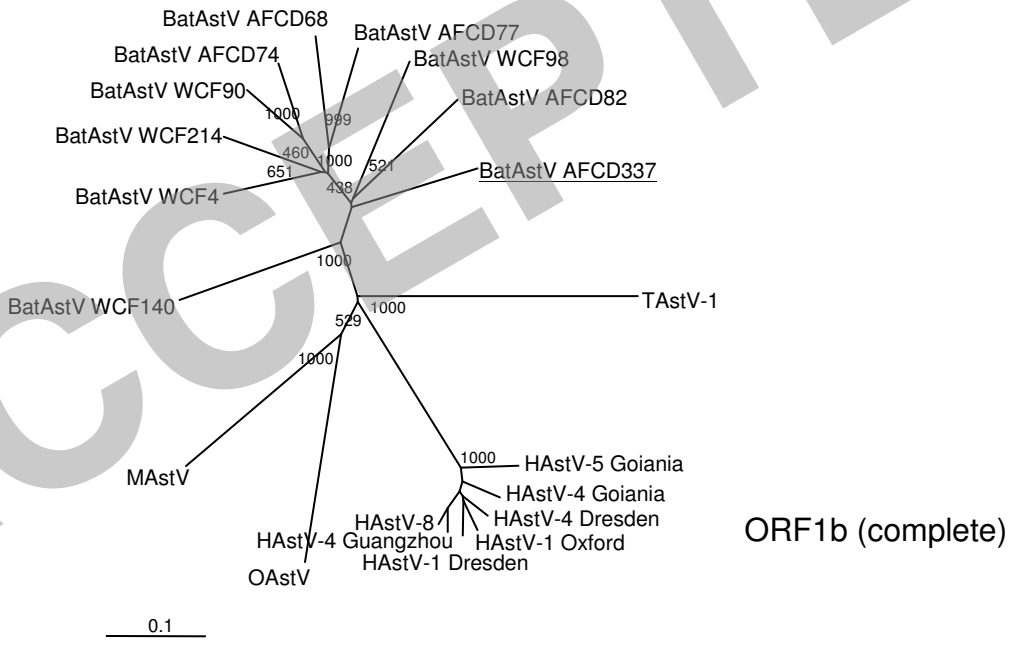 BatAstV AFCD68
BatAstV AFCD77
BatAstV AFCD74
BatAstV WCF98
BatAstV WCF90
BatAstV AFCD82
1000
999
BatAstV WCF214
460
1000
521
651
BatAstV AFCD337
438
BatAstV WCF4
1000
BatAstV WCF140
TAstV-1
1000
529
1000
1000
HAstV-5 Goiania
MAstV
HAstV-4 Goiania
HAstV-8
HAstV-4 Dresden
HAstV-4 Guangzhou
HAstV-1 Oxford
HAstV-1 Dresden
ORF1b (complete)
OAstV
0.1
CCEPT